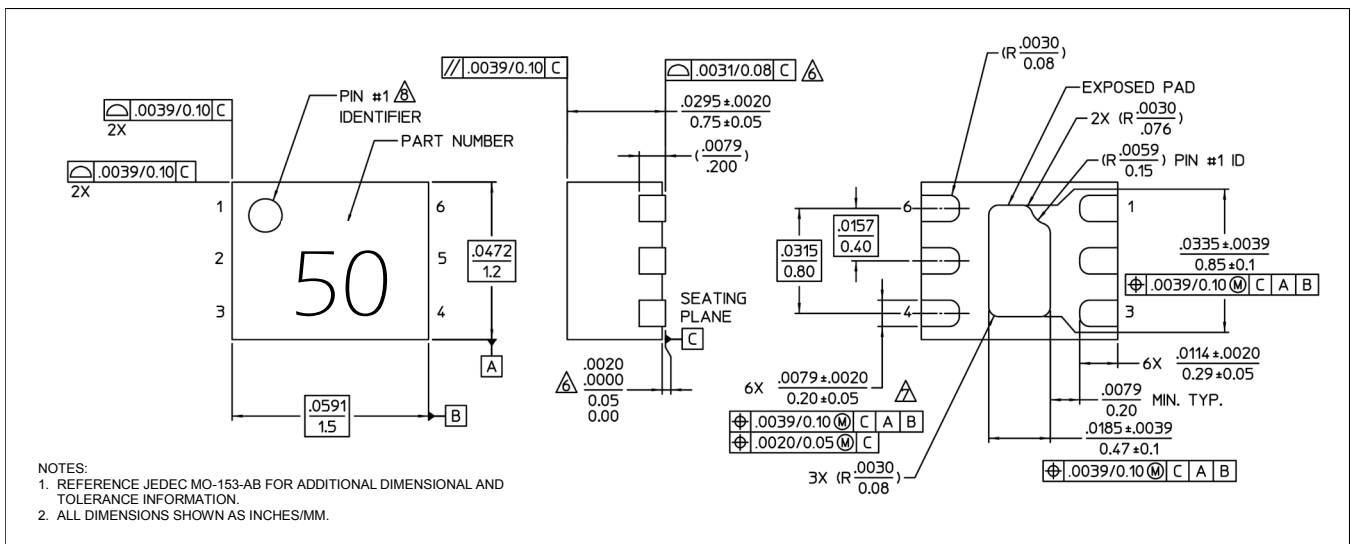 // .0039/0.10 C
⌓ .0031/0.08 C 6
(R .0030
0.08)
⌓ .0039/0.10 C
2X
PIN #1 8
IDENTIFIER
PART NUMBER
⌓ .0039/0.10 C
2X
.0295±.0020
0.75±0.05
(.0079
.200)
EXPOSED PAD
2X (R .0030
.076)
(R .0059
0.15) PIN #1 ID
1
2
3
6
5
4
50
.0472
1.2
A
.0591
1.5
B
SEATING
PLANE
C
6
.0020
.0000
0.05
0.00
6
4
1
3
.0315
0.80
.0157
0.40
.0335±.0039
0.85±0.1
⌖ .0039/0.10 Ⓜ C A B
6X .0079±.0020
0.20±0.05
7
⌖ .0039/0.10 Ⓜ C A B
⌖ .0020/0.05 Ⓜ C
3X (R .0030
0.08)
6X .0114±.0020
0.29±0.05
.0079
0.20 MIN. TYP.
.0185±.0039
0.47±0.1
⌖ .0039/0.10 Ⓜ C A B
NOTES:
1. REFERENCE JEDEC MO-153-AB FOR ADDITIONAL DIMENSIONAL AND
TOLERANCE INFORMATION.
2. ALL DIMENSIONS SHOWN AS INCHES/MM.